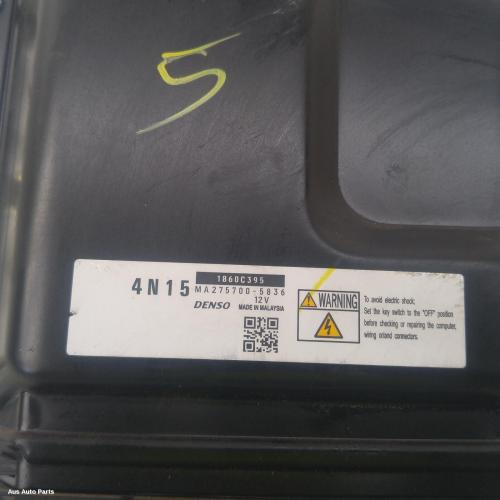 5
4N15
1860C395
MA275700-5836
12V
DENSO MADE IN MALAYSIA
WARNING
To avoid electric shock;
Set the key switch to the "OFF" position
before checking or repairing the computer,
wiring or/and connectors.
Aus Auto Parts